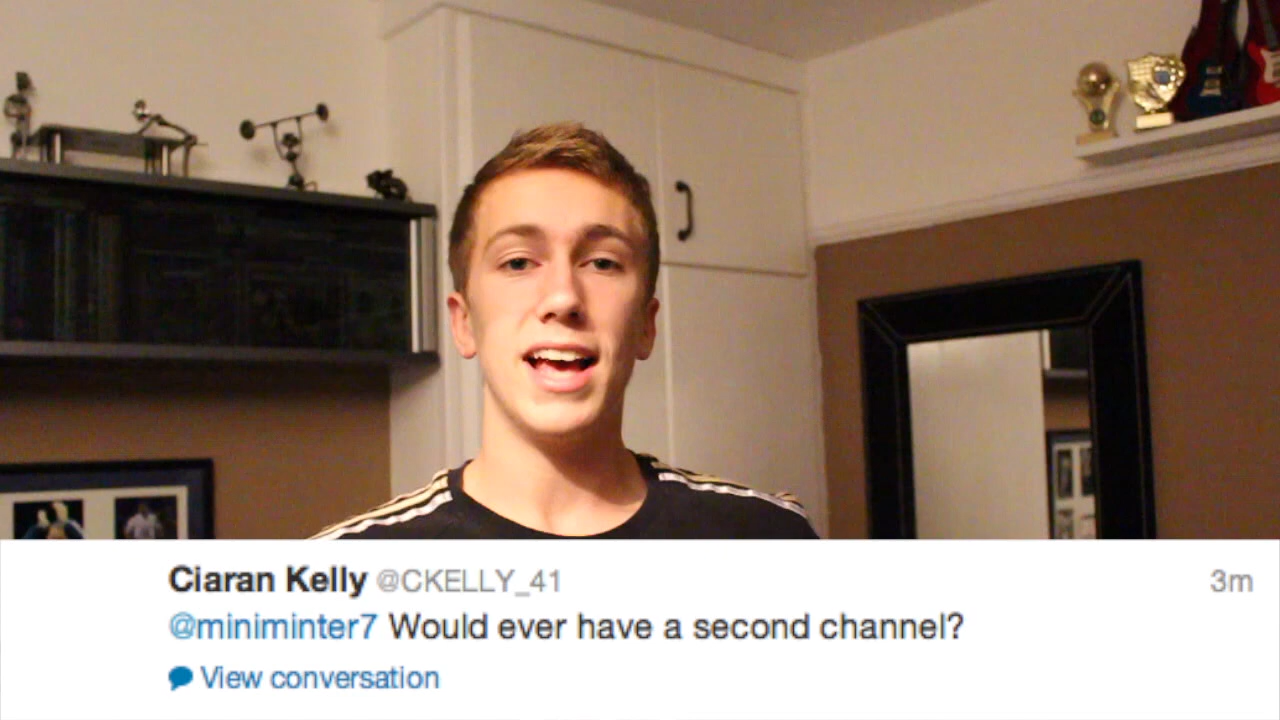 Ciaran Kelly @CKELLY_41 3m
@miniminter7 Would ever have a second channel?
View conversation